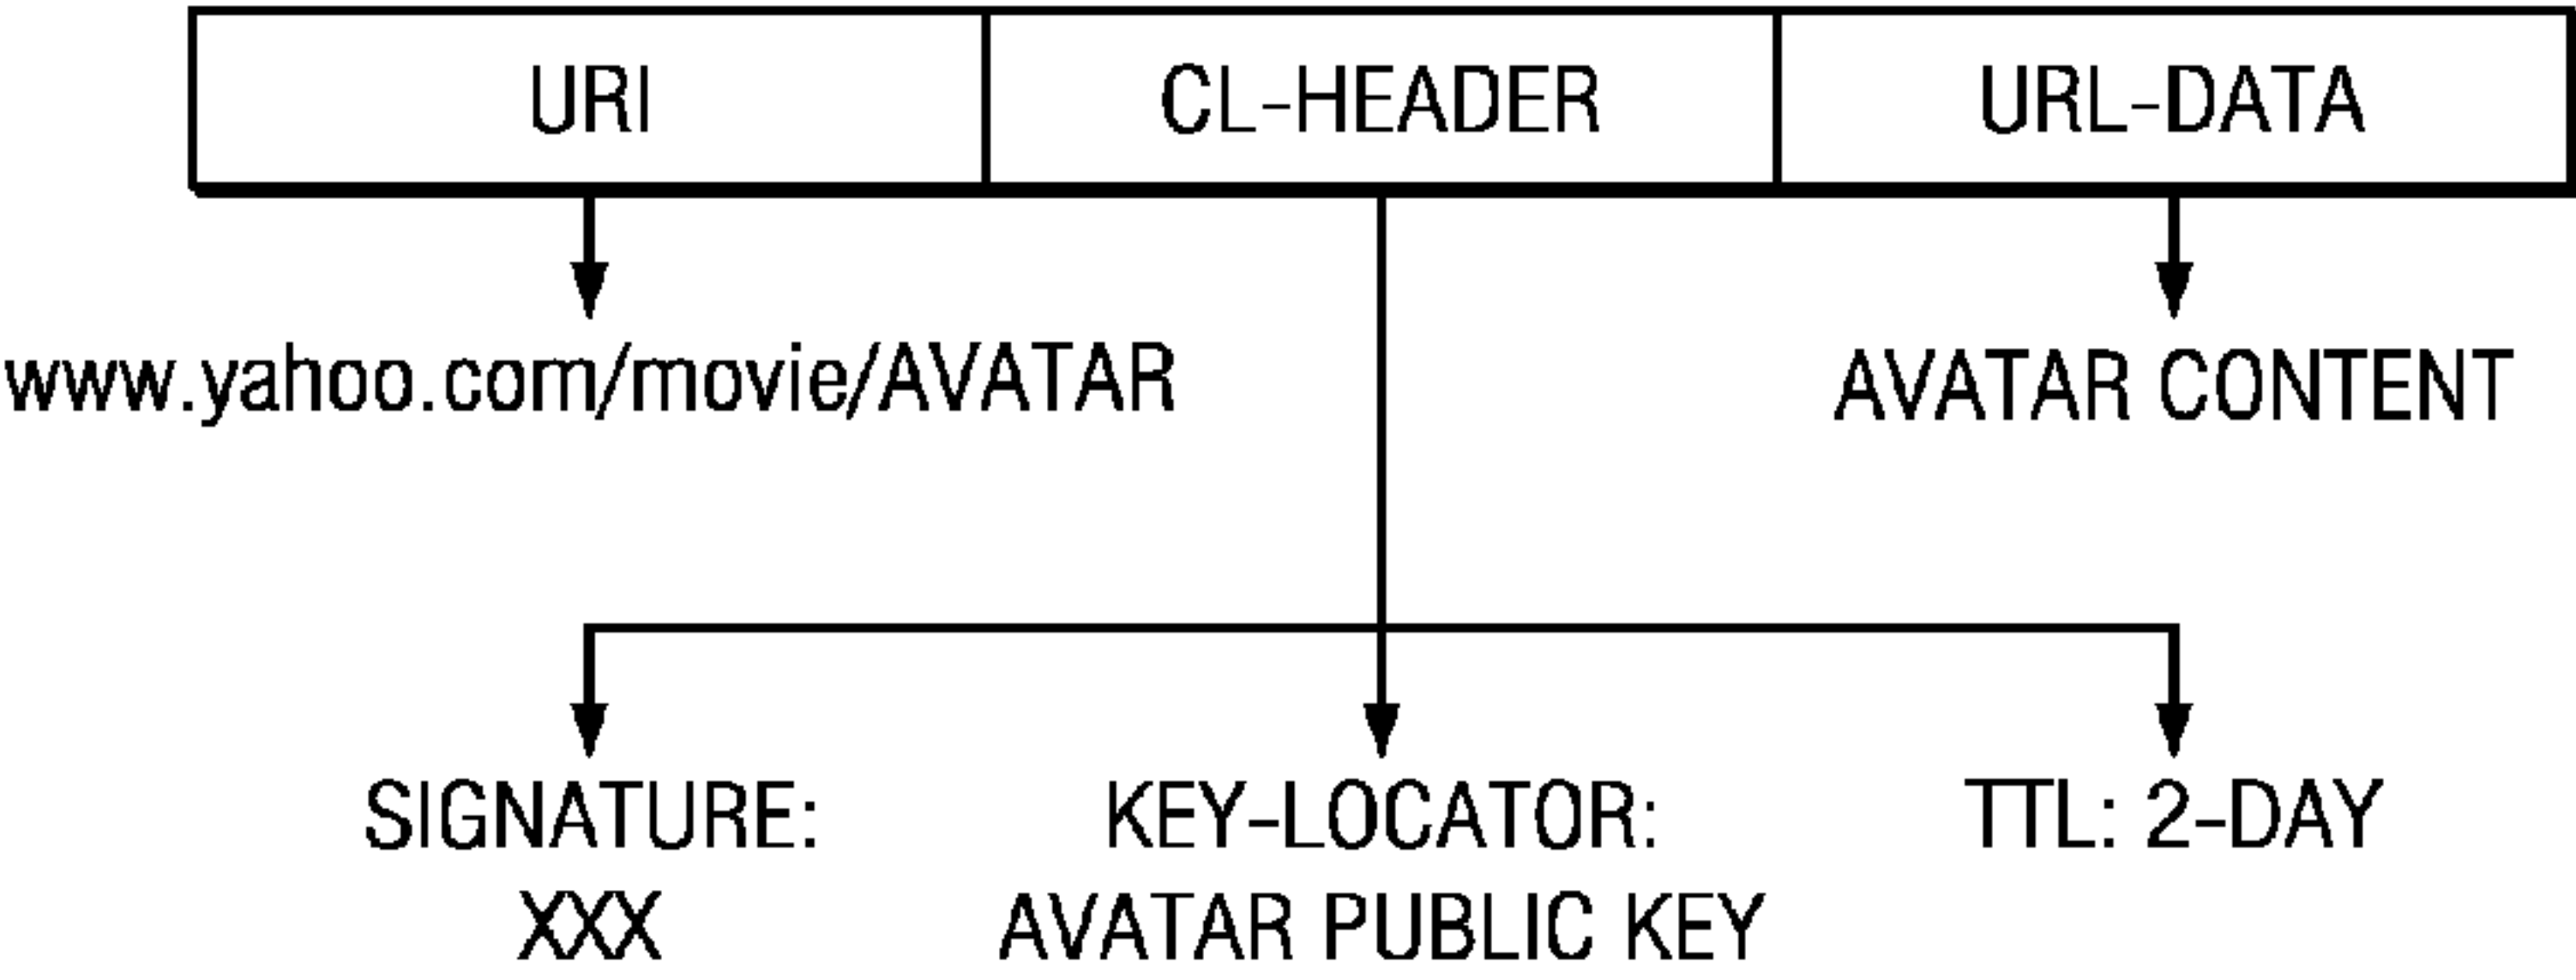 URI CL-HEADER URL-DATA
www.yahoo.com/movie/AVATAR AVATAR CONTENT
SIGNATURE: KEY-LOCATOR: TTL: 2-DAY
XXX AVATAR PUBLIC KEY